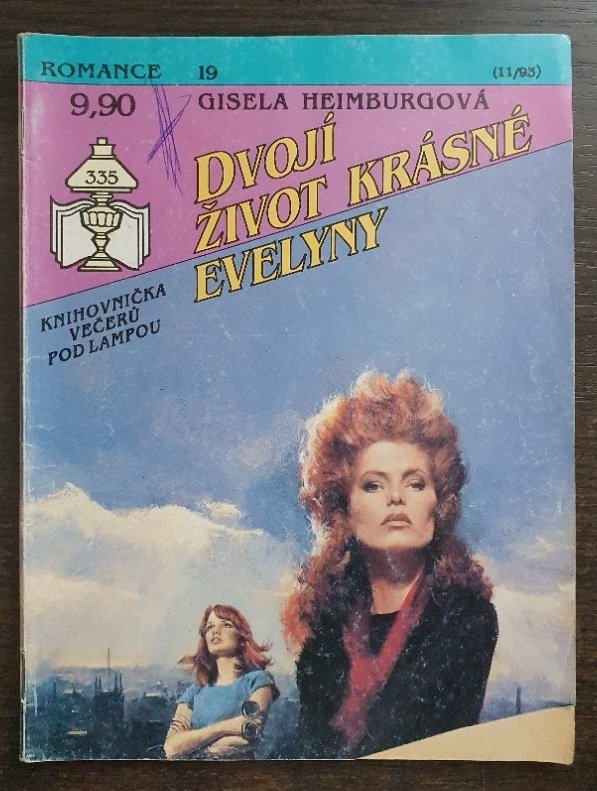 ROMANCE 19 (11/93)
9,90 GISELA HEIMBURGOVÁ
335
DVOJÍ
ŽIVOT KRÁSNÉ
EVELYNY
KNIHOVNIČKA
VEČERŮ
POD LAMPOU